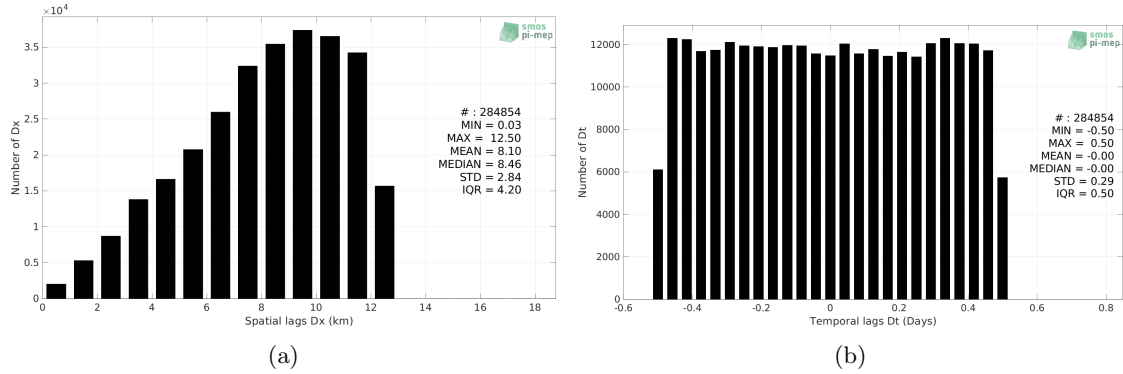 ×10⁴
3.5
3
2.5
2
1.5
1
0.5
0
Number of Dx
0 2 4 6 8 10 12 14 16 18
Spatial lags Dx (km)
smos
pi-mep
# : 284854
MIN = 0.03
MAX = 12.50
MEAN = 8.10
MEDIAN = 8.46
STD = 2.84
IQR = 4.20
(a)
12000
10000
8000
6000
4000
2000
0
Number of Dt
-0.6 -0.4 -0.2 0 0.2 0.4 0.6 0.8
Temporal lags Dt (Days)
smos
pi-mep
# : 284854
MIN = -0.50
MAX = 0.50
MEAN = -0.00
MEDIAN = -0.00
STD = 0.29
IQR = 0.50
(b)